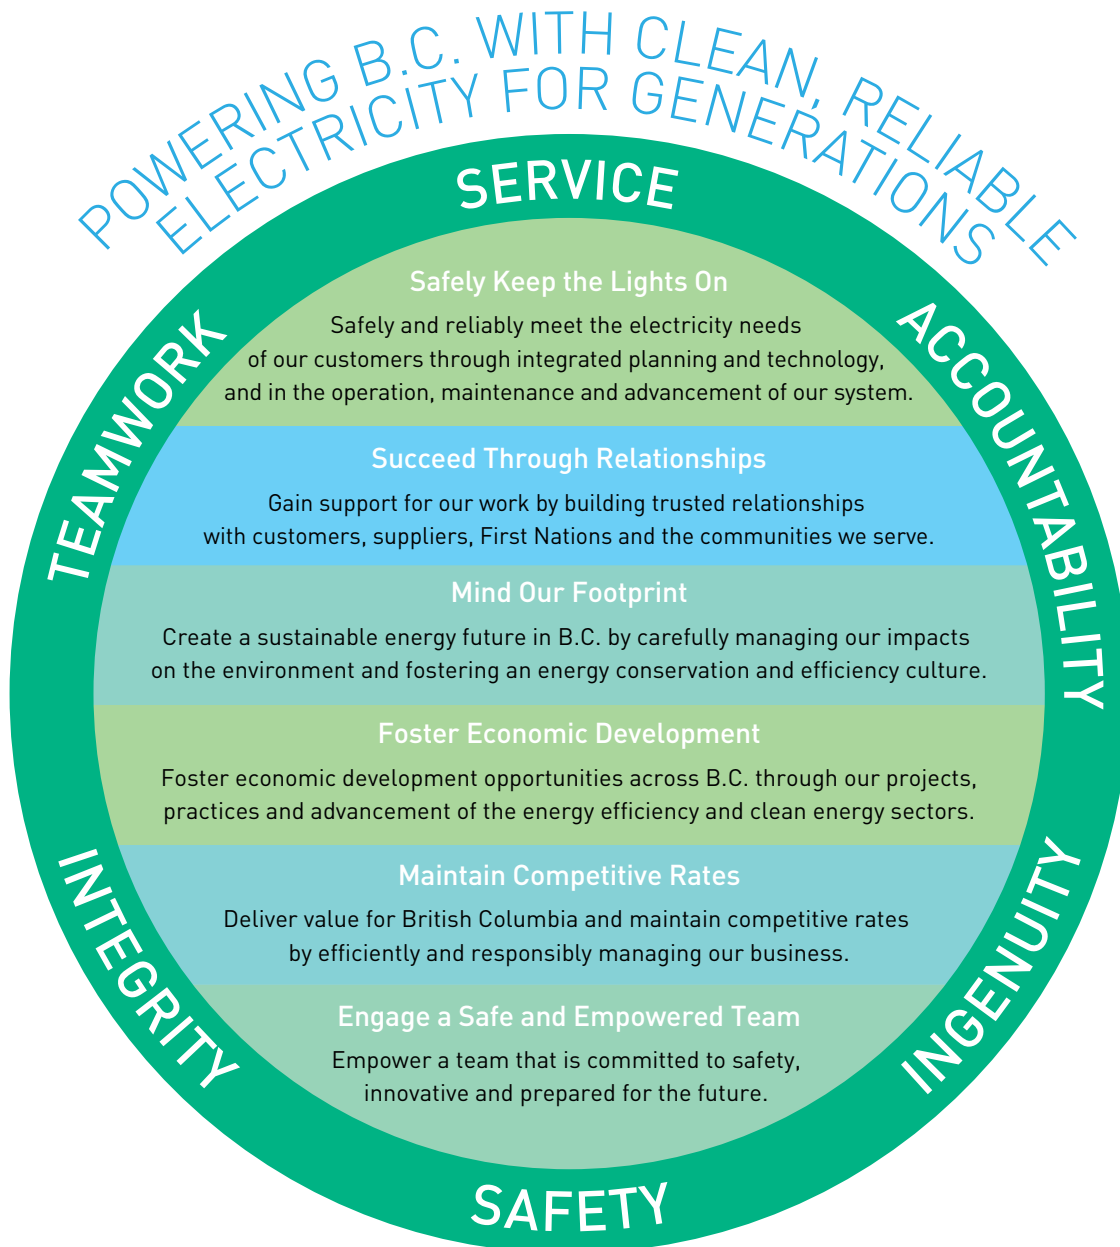 POWERING B.C. WITH CLEAN, RELIABLE
ELECTRICITY FOR GENERATIONS
SERVICE
TEAMWORK
ACCOUNTABILITY
Safely Keep the Lights On
Safely and reliably meet the electricity needs
of our customers through integrated planning and technology,
and in the operation, maintenance and advancement of our system.
Succeed Through Relationships
Gain support for our work by building trusted relationships
with customers, suppliers, First Nations and the communities we serve.
Mind Our Footprint
Create a sustainable energy future in B.C. by carefully managing our impacts
on the environment and fostering an energy conservation and efficiency culture.
Foster Economic Development
Foster economic development opportunities across B.C. through our projects,
practices and advancement of the energy efficiency and clean energy sectors.
Maintain Competitive Rates
Deliver value for British Columbia and maintain competitive rates
by efficiently and responsibly managing our business.
Engage a Safe and Empowered Team
Empower a team that is committed to safety,
innovative and prepared for the future.
INTEGRITY
INGENUITY
SAFETY